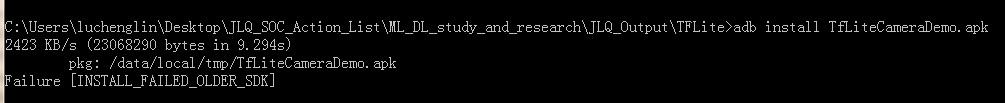 C:\Users\luchenglin\Desktop\JLQ_SOC_Action_List\ML_DL_study_and_research\JLQ_Output\TFLite>adb install TfLiteCameraDemo.apk
2423 KB/s (23068290 bytes in 9.294s)
        pkg: /data/local/tmp/TfLiteCameraDemo.apk
Failure [INSTALL_FAILED_OLDER_SDK]